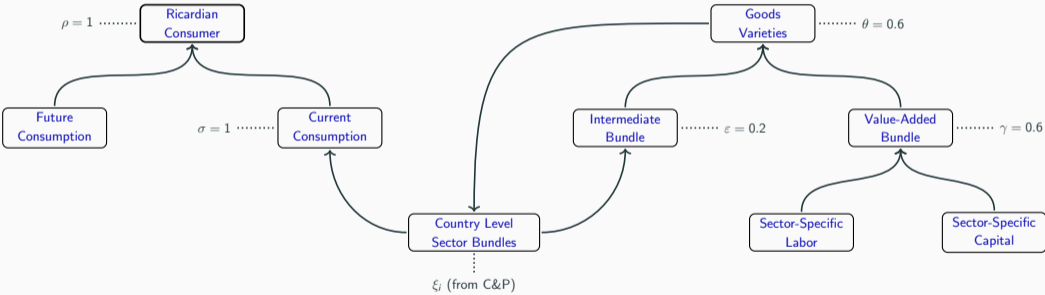 ρ = 1
Ricardian
Consumer
Goods
Varieties
θ = 0.6
Future
Consumption
σ = 1
Current
Consumption
Intermediate
Bundle
ε = 0.2
Value-Added
Bundle
γ = 0.6
Country Level
Sector Bundles
Sector-Specific
Labor
Sector-Specific
Capital
ξᵢ (from C&P)